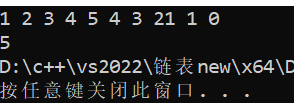 1 2 3 4 5 4 3 21 1 0
5
D:\c++\vs2022\链表new\x64\D
按任意键关闭此窗口. . .